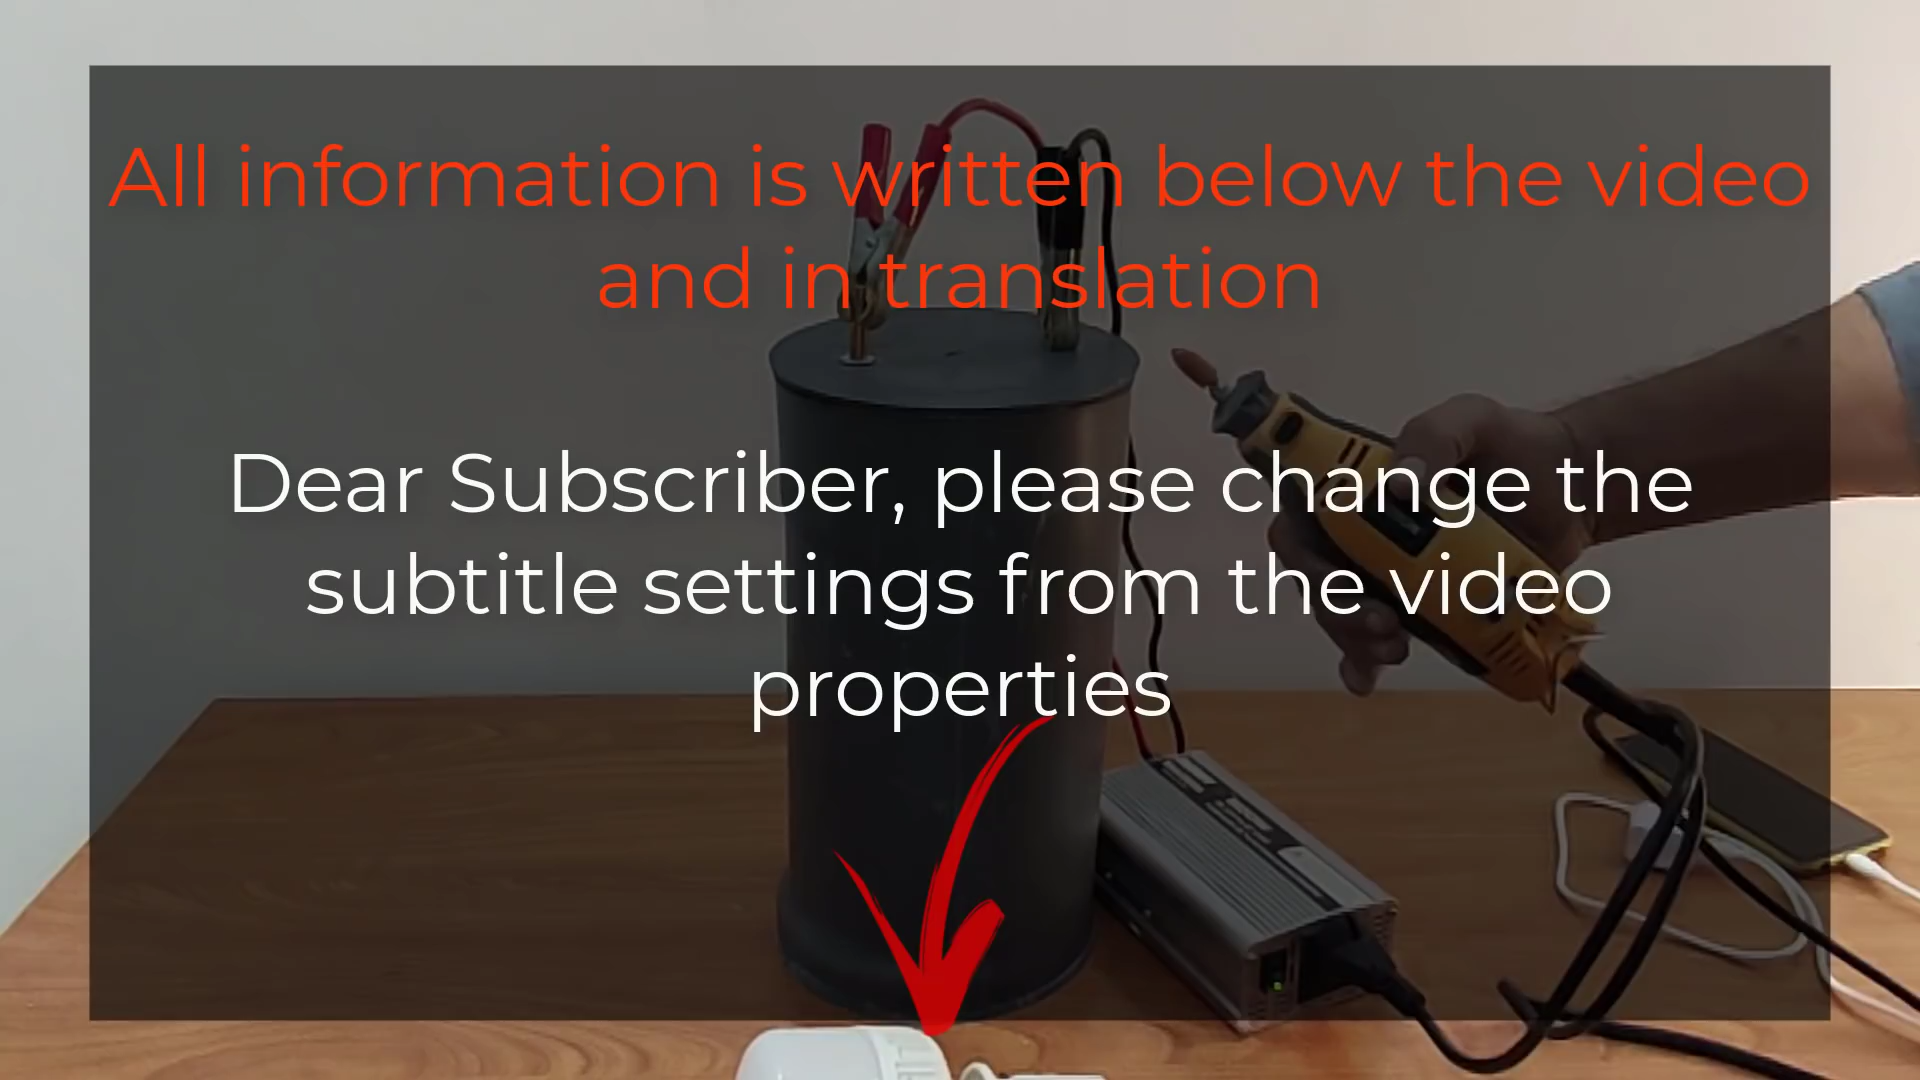 All information is written below the video
and in translation
Dear Subscriber, please change the
subtitle settings from the video
properties